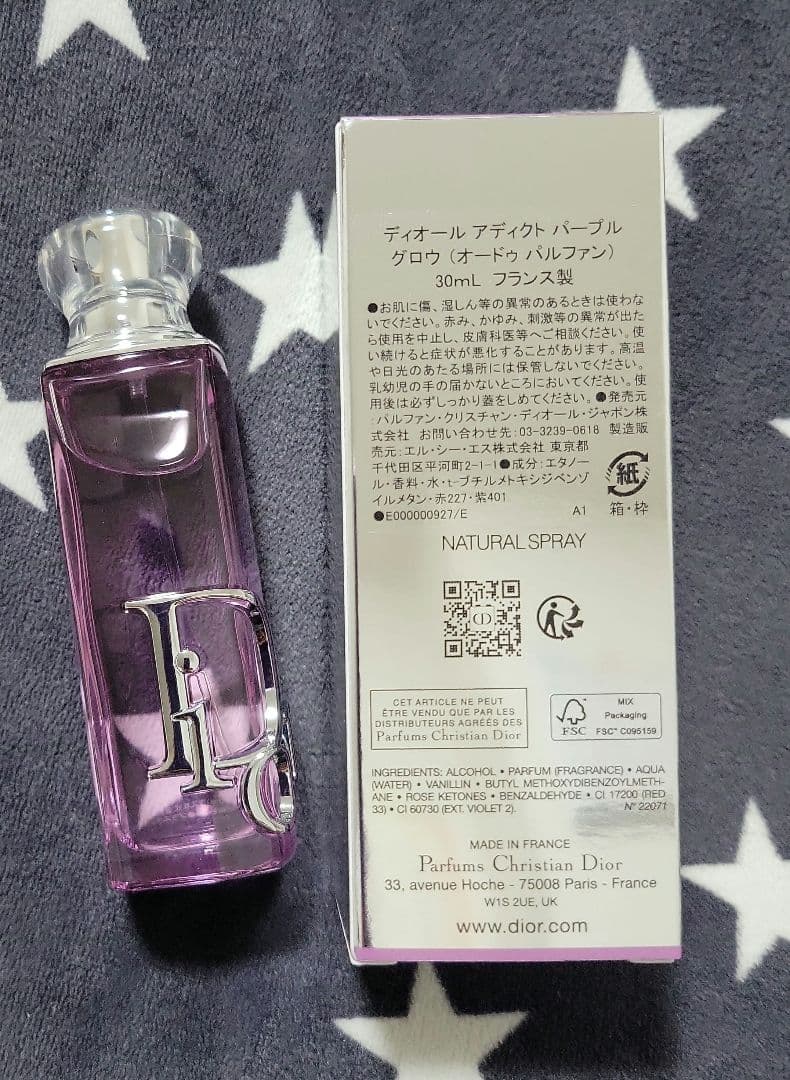 Dior
ディオール アディクト パープル
グロウ（オードゥ パルファン）
30mL フランス製
●お肌に傷、湿しん等の異常のあるときは使わな
いでください。赤み、かゆみ、刺激等の異常が出た
ら使用を中止し、皮膚科医等へご相談ください。使
い続けると症状が悪化することがあります。高温
や日光のあたる場所には保管しないでください。
乳幼児の手の届かないところにおいてください。使
用後は必ずしっかり蓋をしめてください。●発売元
:パルファン・クリスチャン・ディオール・ジャポン株
式会社 お問い合わせ先:03-3239-0618 製造販
売元:エル・シー・エス株式会社 東京都
千代田区平河町2-1-1●成分:エタノー
ル・香料・水・t-ブチルメトキシジベンゾ
イルメタン・赤227・紫401
●E000000927/E A1
紙
箱・枠
NATURAL SPRAY
CD
CET ARTICLE NE PEUT
ÊTRE VENDU QUE PAR LES
DISTRIBUTEURS AGRÉÉS DES
Parfums Christian Dior
FSC
MIX
Packaging
FSC™ C095159
INGREDIENTS: ALCOHOL • PARFUM (FRAGRANCE) • AQUA
(WATER) • VANILLIN • BUTYL METHOXYDIBENZOYLMETH-
ANE • ROSE KETONES • BENZALDEHYDE • CI 17200 (RED
33) • CI 60730 (EXT. VIOLET 2). N° 22071
MADE IN FRANCE
Parfums Christian Dior
33, avenue Hoche - 75008 Paris - France
W1S 2UE, UK
www.dior.com